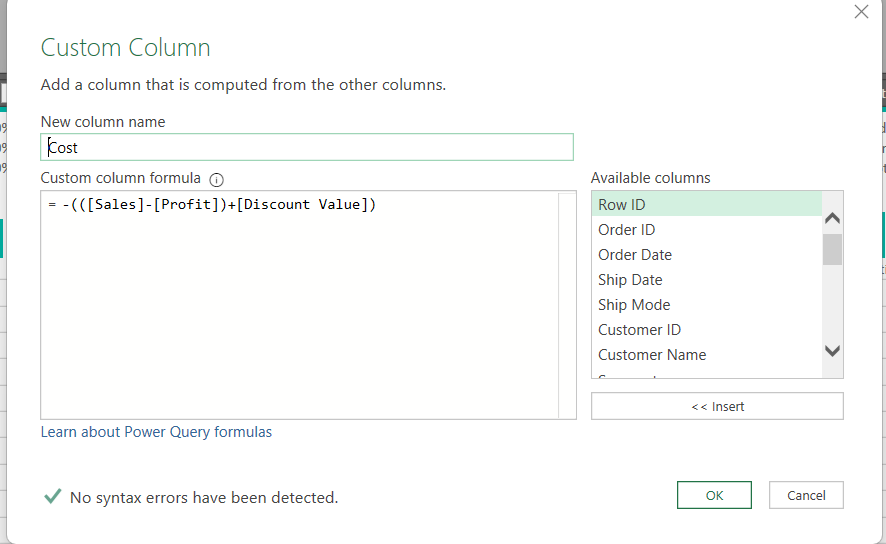 Custom Column
Add a column that is computed from the other columns.
New column name
Cost
Custom column formula
Available columns
= -(([Sales]-[Profit])+[Discount Value])
Row ID
Order ID
Order Date
Ship Date
Ship Mode
Customer ID
Customer Name
<< Insert
Learn about Power Query formulas
No syntax errors have been detected.
OK
Cancel